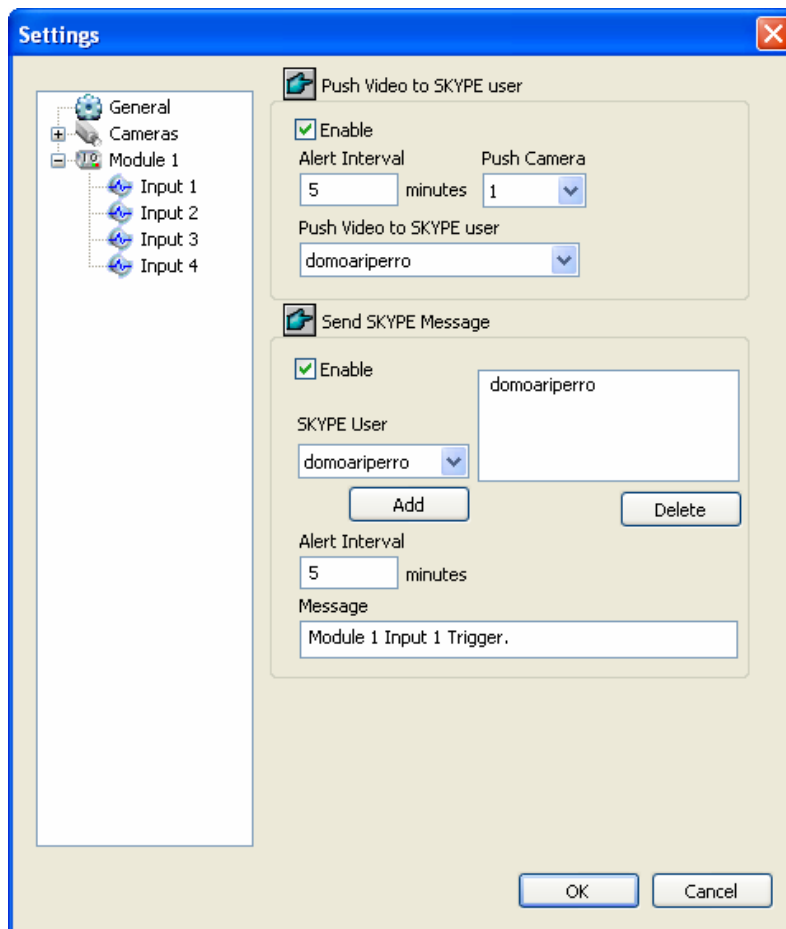 Settings
General
Cameras
Module 1
Input 1
Input 2
Input 3
Input 4
Push Video to SKYPE user
Enable
Alert Interval
Push Camera
5 minutes
1
Push Video to SKYPE user
domoariperro
Send SKYPE Message
Enable
domoariperro
SKYPE User
domoariperro
Add
Delete
Alert Interval
5 minutes
Message
Module 1 Input 1 Trigger.
OK
Cancel